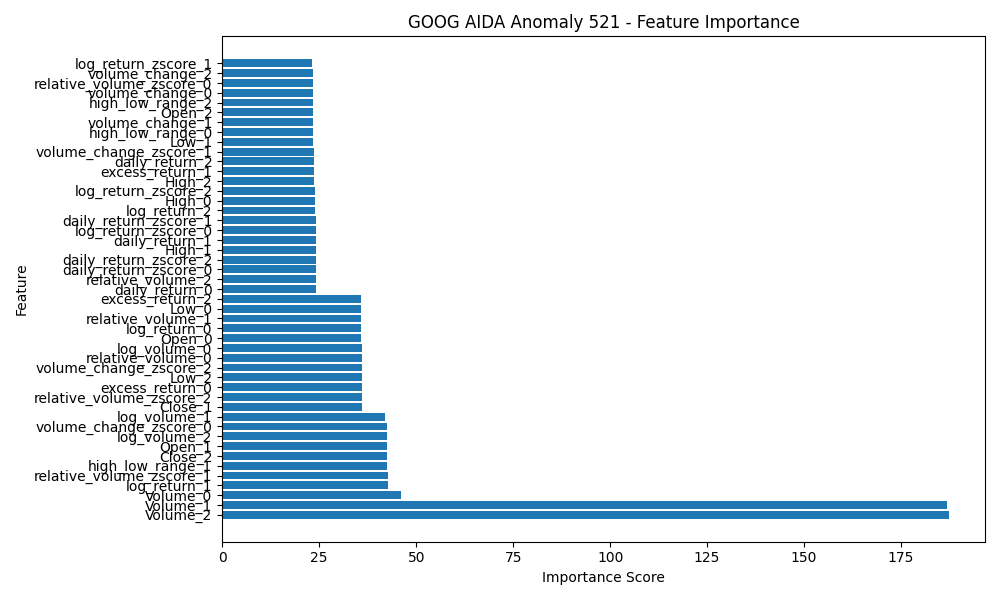 GOOG AIDA Anomaly 521 - Feature Importance
log_return_zscore_1
volume_change_2
relative_volume_zscore_0
volume_change_0
high_low_range_2
Open_2
volume_change_1
high_low_range_0
Low_1
volume_change_zscore_1
daily_return_2
excess_return_1
High_2
log_return_zscore_2
High_0
log_return_2
daily_return_zscore_1
log_return_zscore_0
daily_return_1
High_1
daily_return_zscore_2
daily_return_zscore_0
relative_volume_2
daily_return_0
excess_return_2
Low_0
relative_volume_1
log_return_0
Open_0
log_volume_0
relative_volume_0
volume_change_zscore_2
Low_2
excess_return_0
relative_volume_zscore_2
Close_1
log_volume_1
volume_change_zscore_0
log_volume_2
Open_1
Close_2
high_low_range_1
relative_volume_zscore_1
log_return_1
Volume_0
Volume_1
Volume_2
Feature
0 25 50 75 100 125 150 175
Importance Score